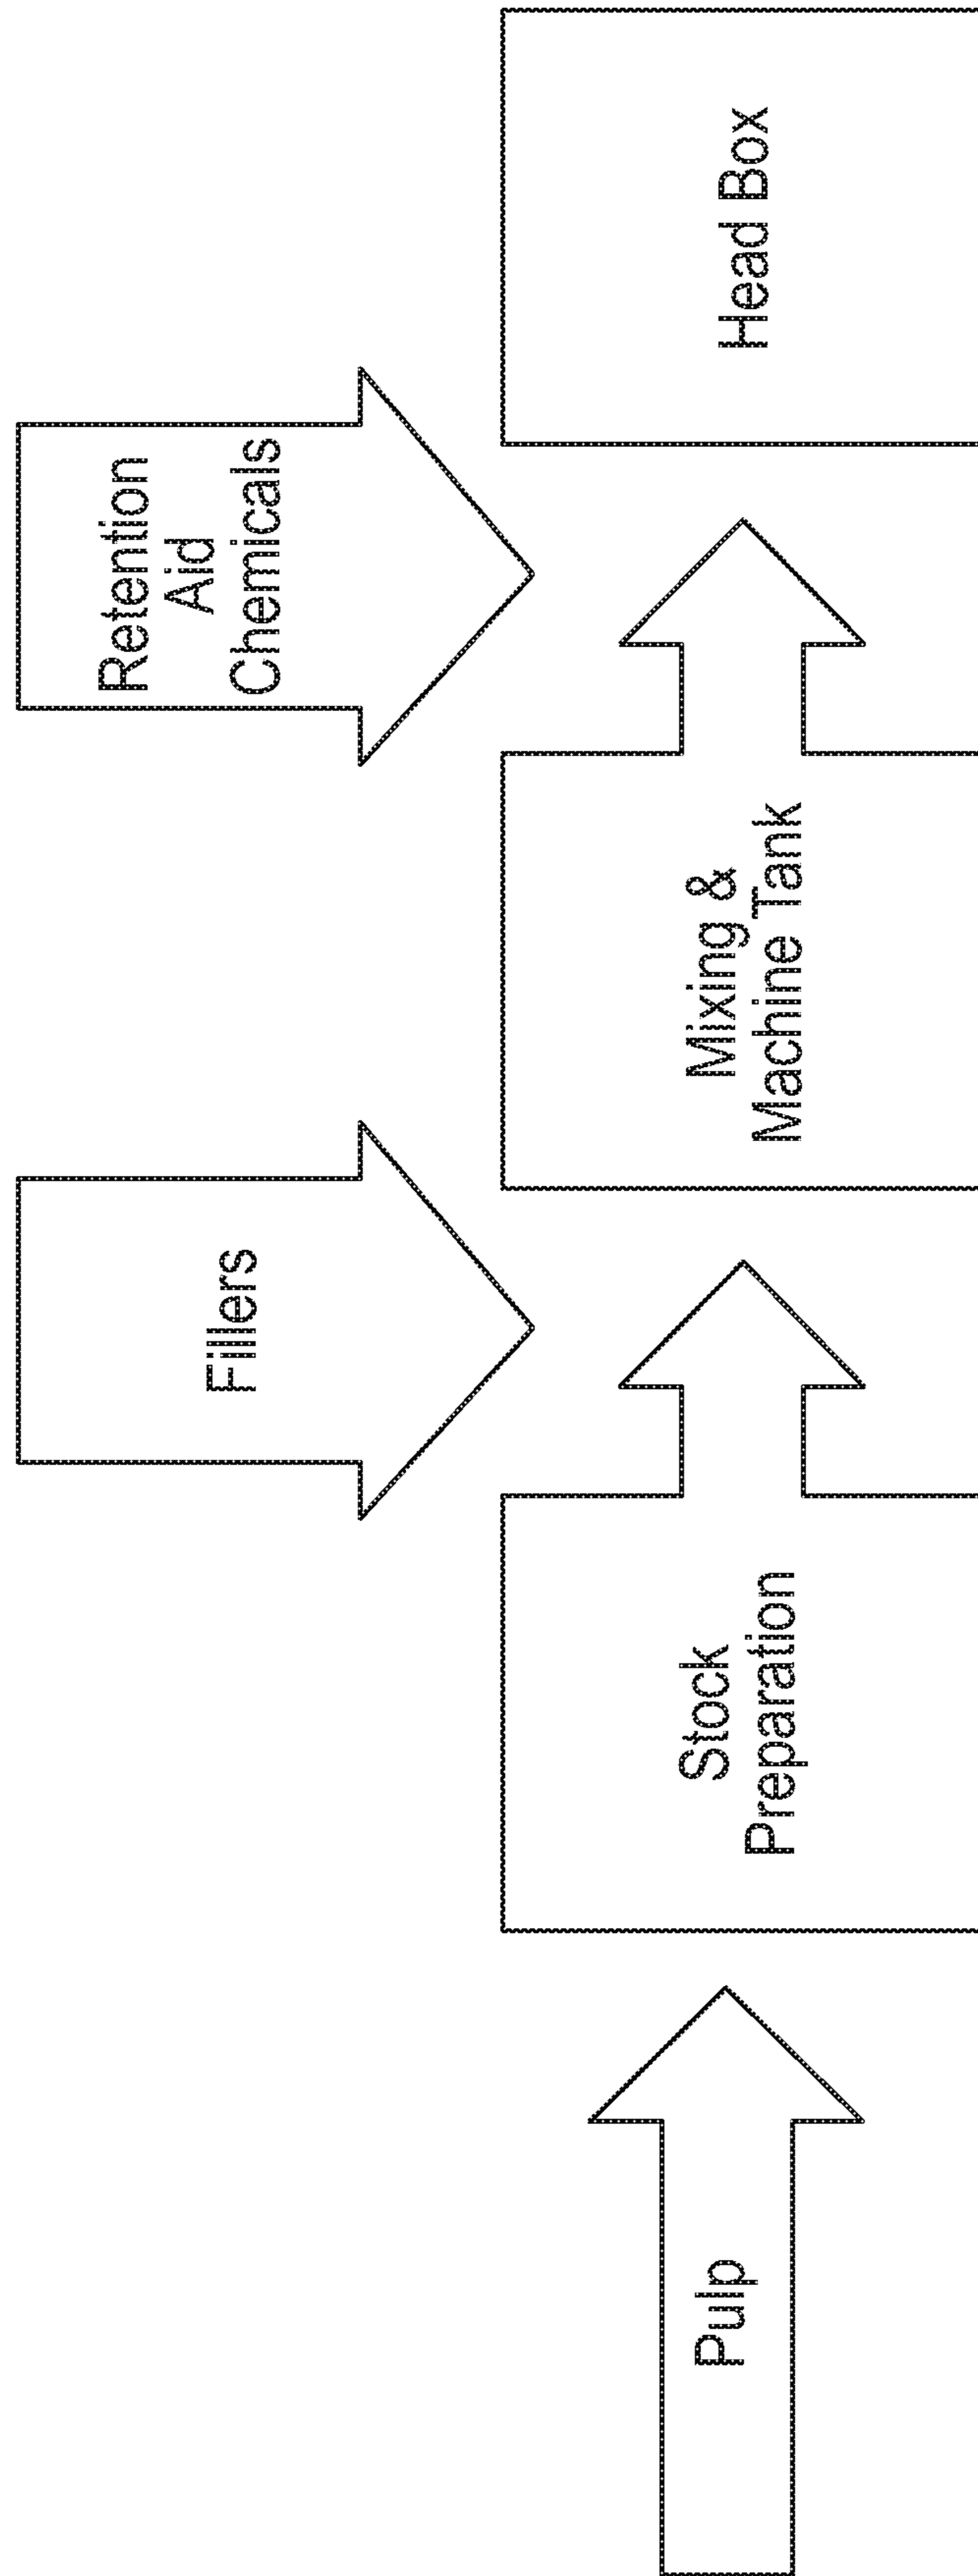 Retention
Aid
Chemicals
Fillers
Pulp
Stock
Preparation
Mixing &
Machine Tank
Head Box